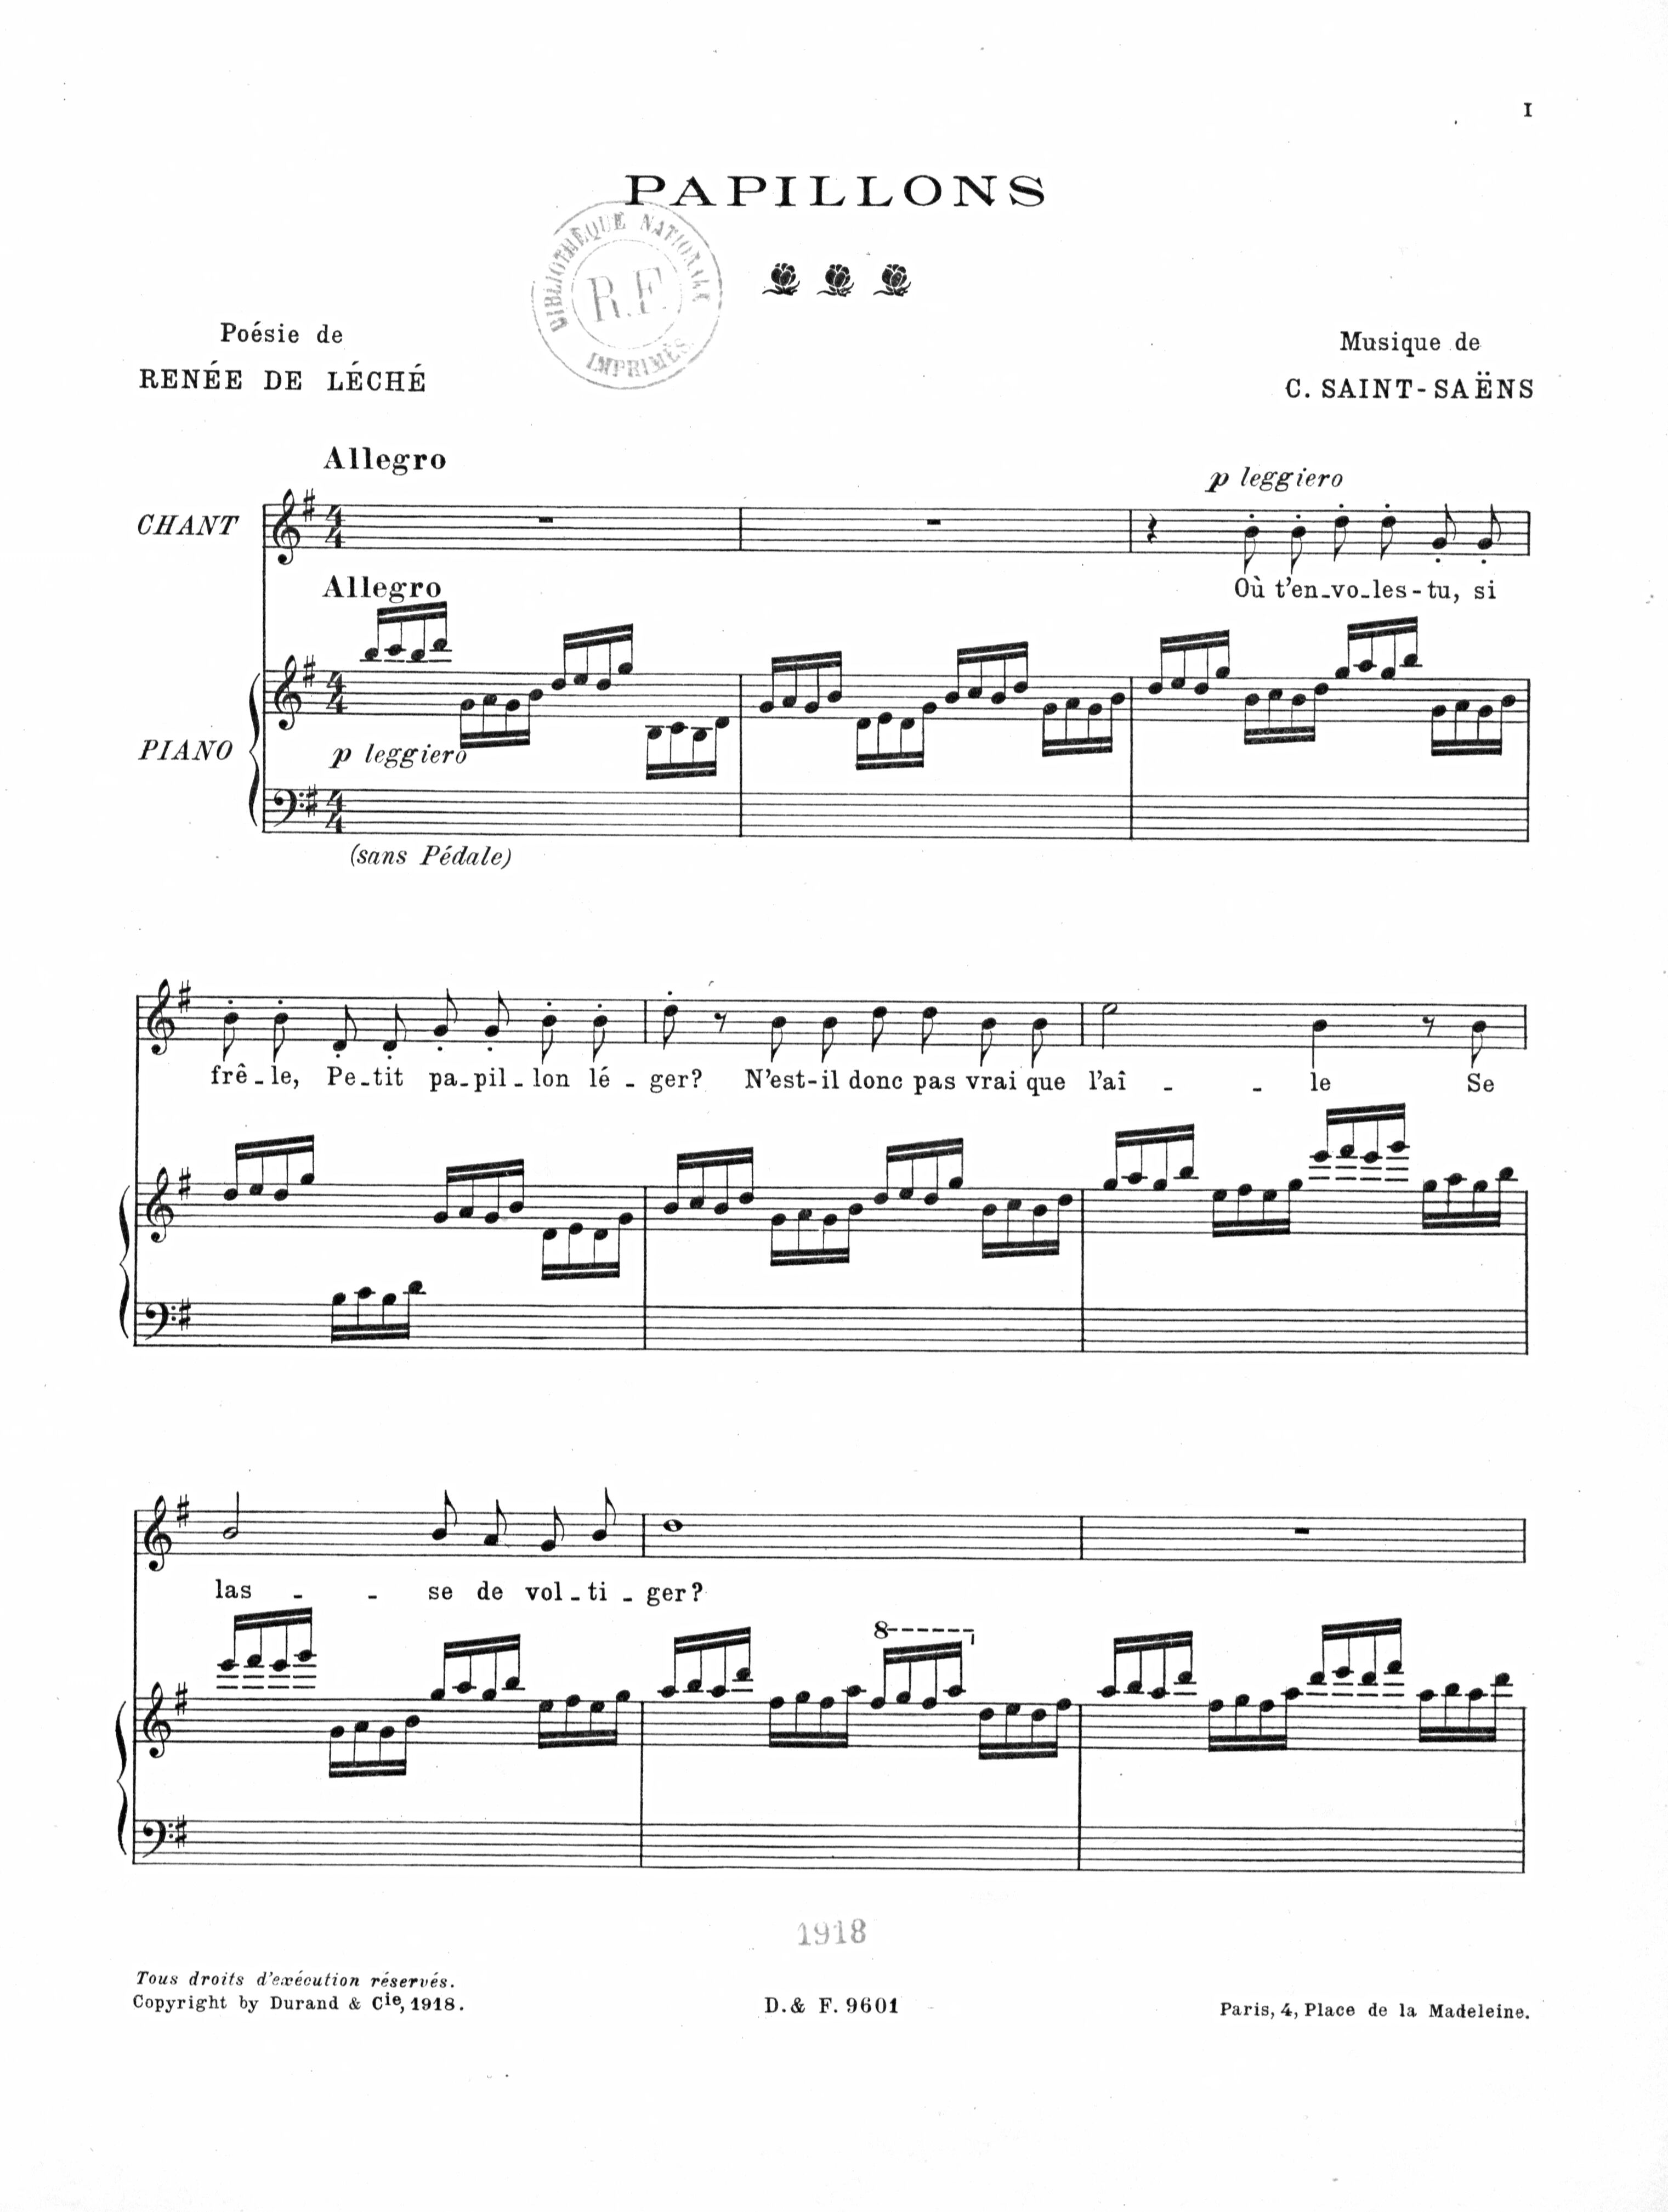 I
PAPILLONS
BIBLIOTHÈQUE NATIONALE
R.F.
IMPRIMÉS
Poésie de
RENÉE DE LÉCHÉ
Musique de
C. SAINT-SAËNS
Allegro
p leggiero
CHANT
Où t'en_vo_les-tu, si
Allegro
PIANO
p leggiero
(sans Pédale)
frê_le, Pe_tit pa_pil_lon lé_ger? N'est-il donc pas vrai que l'aî_ _le Se
las - - se de vol_ti_ger?
8
1918
Tous droits d'exécution réservés.
Copyright by Durand & Cie, 1918.
D. & F. 9601
Paris, 4, Place de la Madeleine.